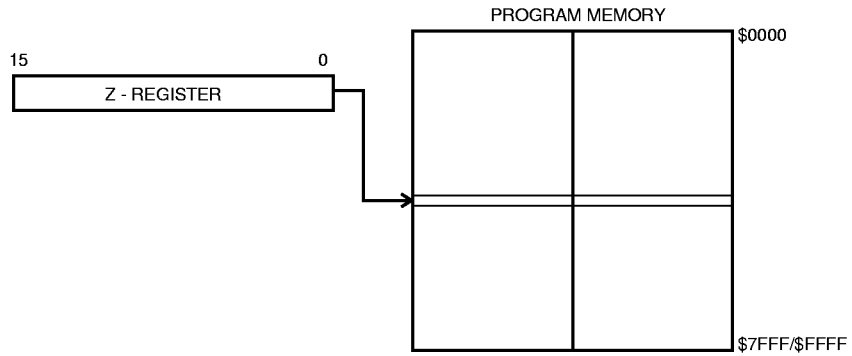 PROGRAM MEMORY
$0000
15
0
Z - REGISTER
$7FFF/$FFFF